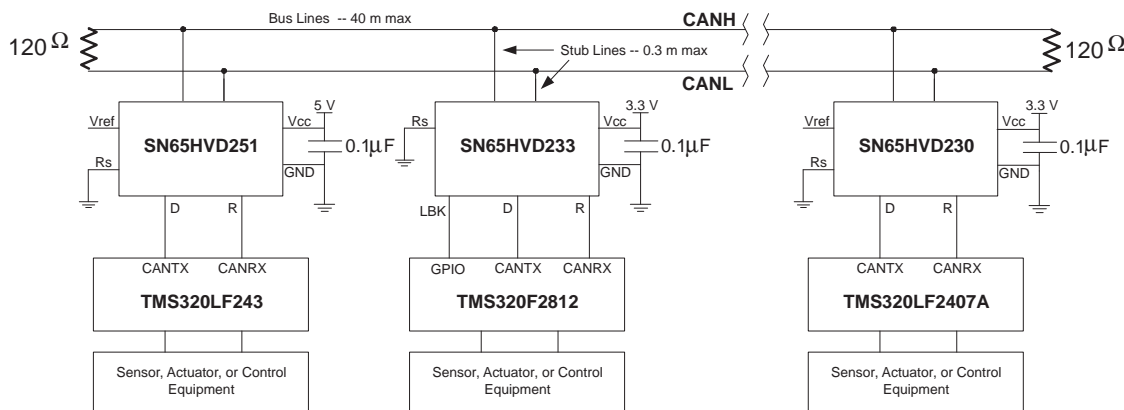 Bus Lines -- 40 m max
CANH
120 Ω
Stub Lines -- 0.3 m max
120 Ω
CANL
5 V
3.3 V
3.3 V
Vref
Vcc
Rs
Vcc
Vref
Vcc
SN65HVD251
0.1µF
SN65HVD233
0.1µF
SN65HVD230
0.1µF
Rs
GND
GND
Rs
GND
D
R
LBK
D
R
D
R
CANTX
CANRX
GPIO
CANTX
CANRX
CANTX
CANRX
TMS320LF243
TMS320F2812
TMS320LF2407A
Sensor, Actuator, or Control
Equipment
Sensor, Actuator, or Control
Equipment
Sensor, Actuator, or Control
Equipment